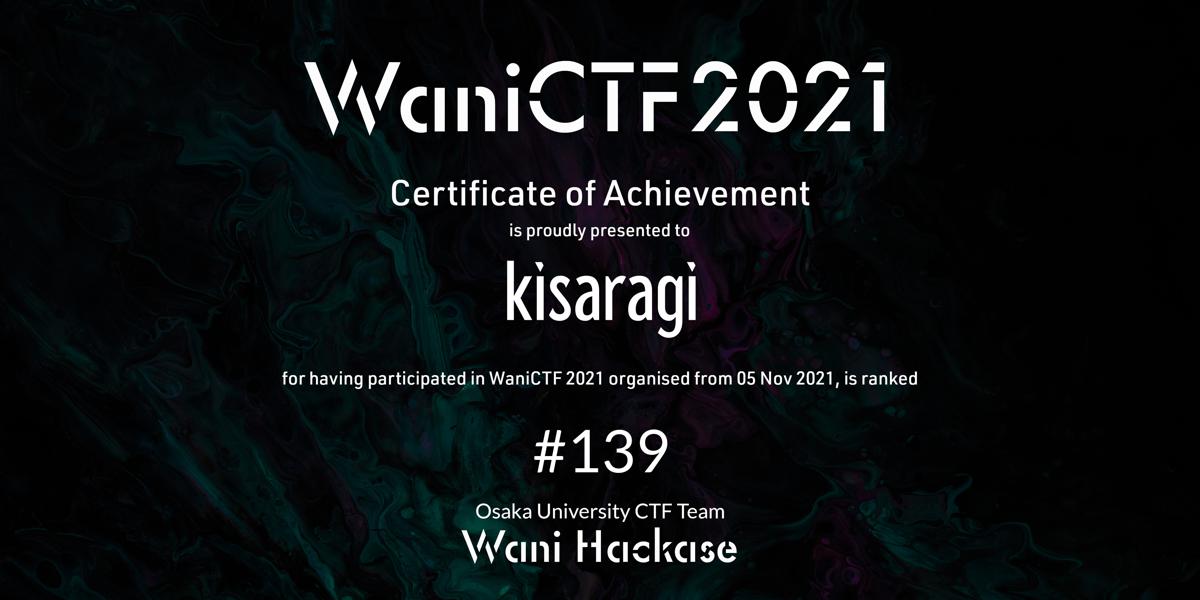 WaniCTF2021
Certificate of Achievement
is proudly presented to
kisaragi
for having participated in WaniCTF 2021 organised from 05 Nov 2021, is ranked
#139
Osaka University CTF Team
Wani Hackase